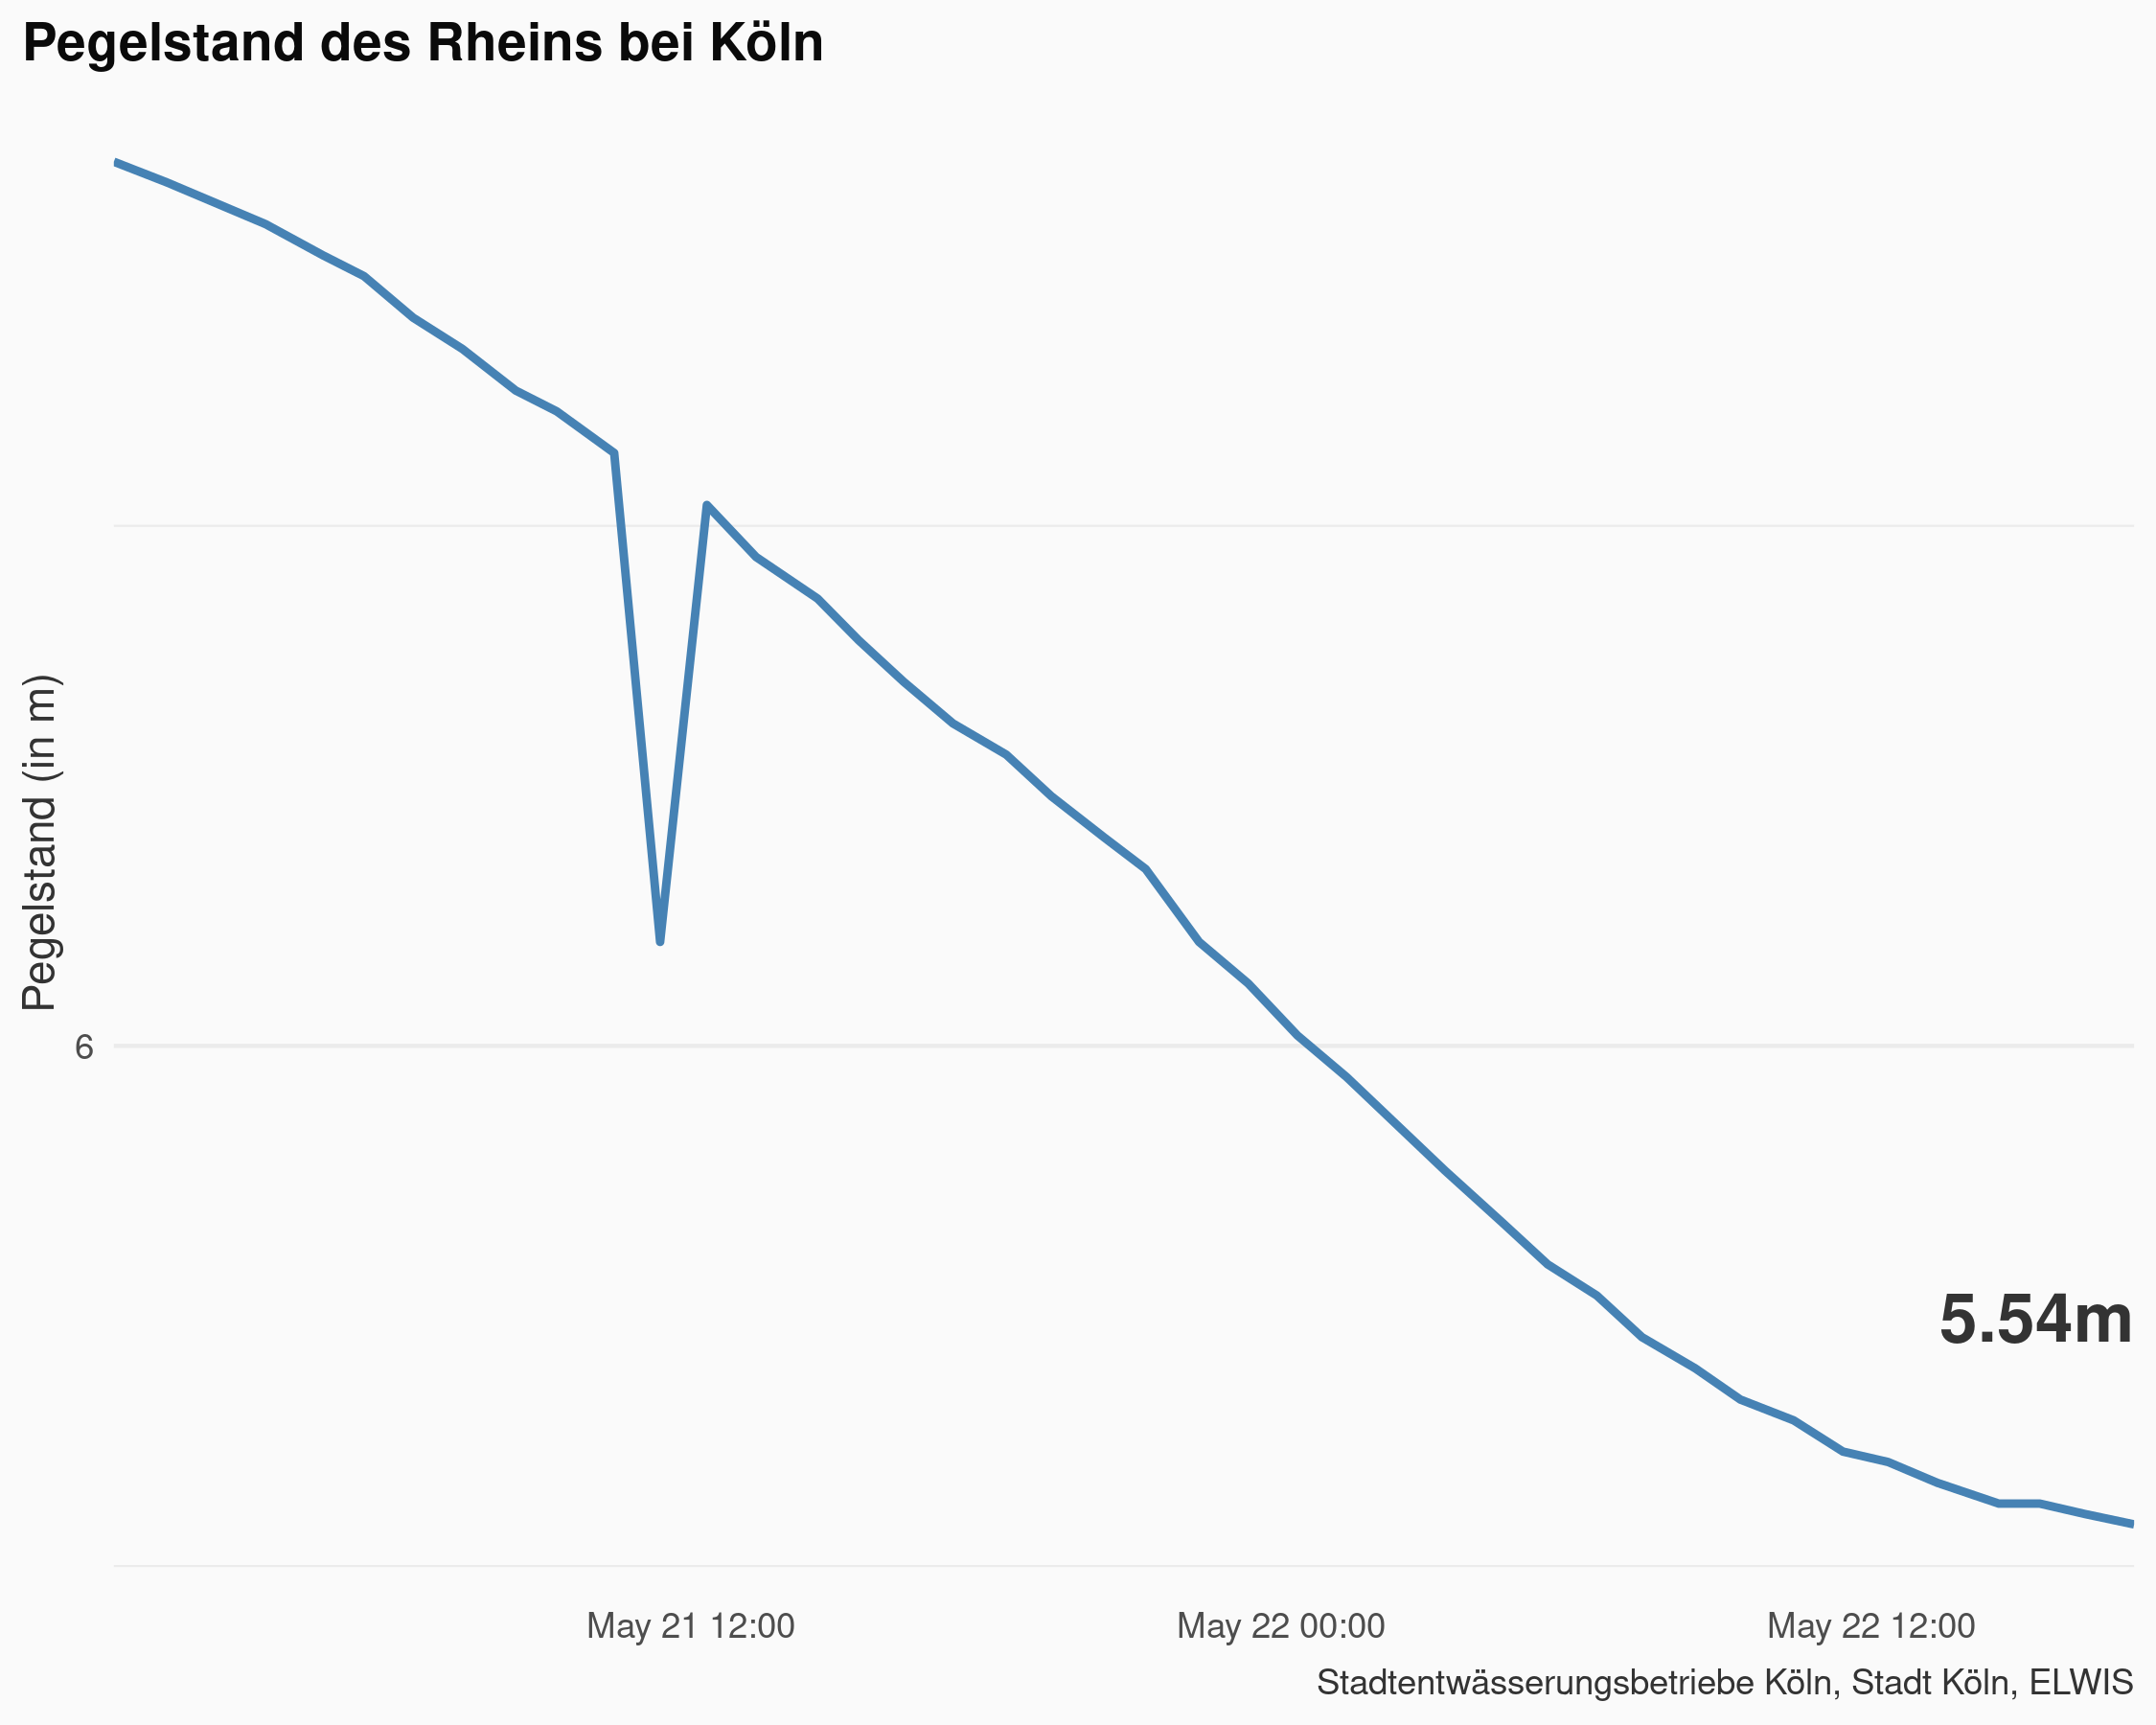 Pegelstand des Rheins bei Köln
Pegelstand (in m)
6
5.54m
May 21 12:00
May 22 00:00
May 22 12:00
Stadtentwässerungsbetriebe Köln, Stadt Köln, ELWIS